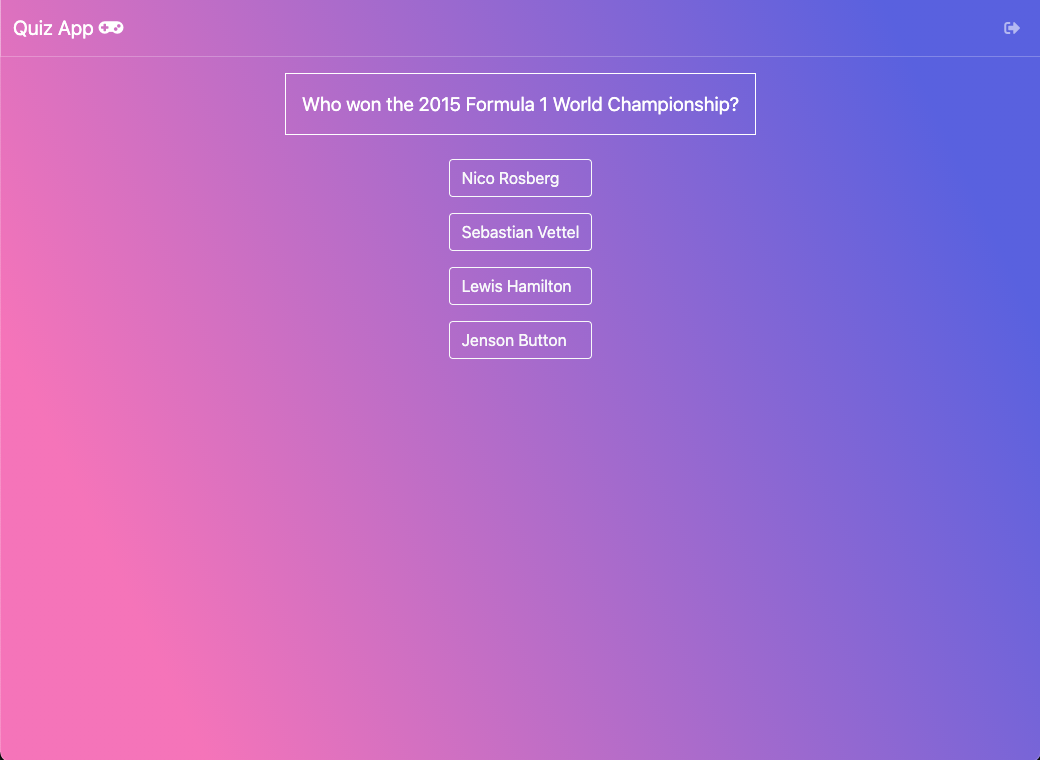 Quiz App
Who won the 2015 Formula 1 World Championship?
Nico Rosberg
Sebastian Vettel
Lewis Hamilton
Jenson Button